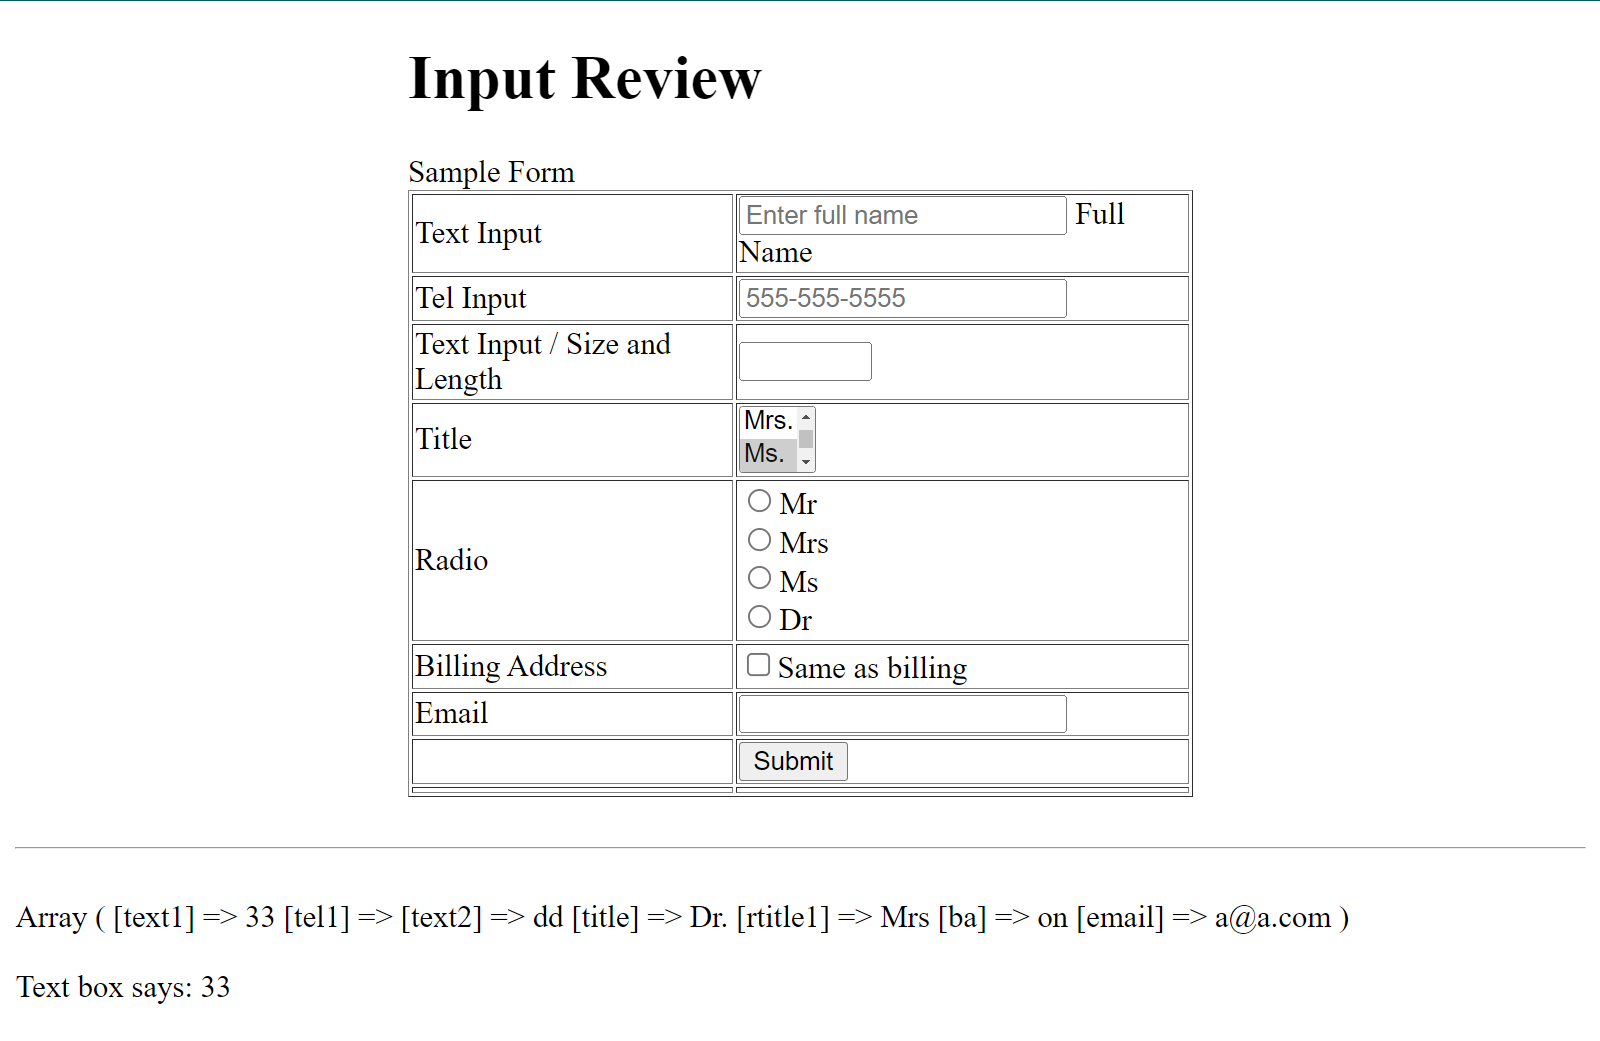 Input Review
Sample Form
Text Input
Enter full name Full
Name
Tel Input
555-555-5555
Text Input / Size and
Length
Title
Mrs.
Ms.
Radio
Mr
Mrs
Ms
Dr
Billing Address
Same as billing
Email
Submit
Array ( [text1] => 33 [tel1] => [text2] => dd [title] => Dr. [rtitle1] => Mrs [ba] => on [email] => a@a.com )
Text box says: 33